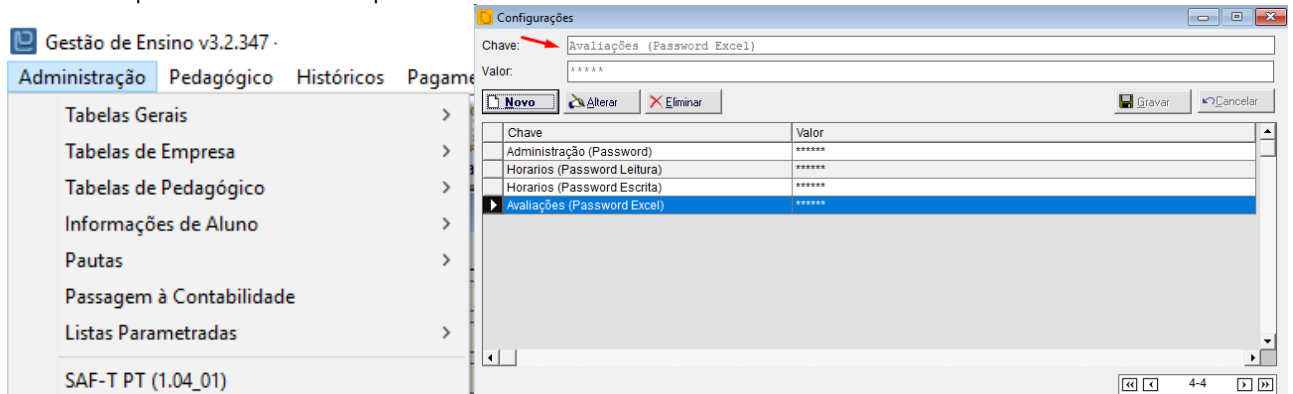 Gestão de Ensino v3.2.347 ·
Administração Pedagógico Históricos Pagame
Tabelas Gerais >
Tabelas de Empresa >
Tabelas de Pedagógico >
Informações de Aluno >
Pautas >
Passagem à Contabilidade
Listas Parametradas >
SAF-T PT (1.04_01)
Configurações
Chave: Avaliações (Password Excel)
Valor: *****
Novo Alterar Eliminar Gravar Cancelar
Chave Valor
Administração (Password) ******
Horarios (Password Leitura) ******
Horarios (Password Escrita) ******
Avaliações (Password Excel) ******
4-4